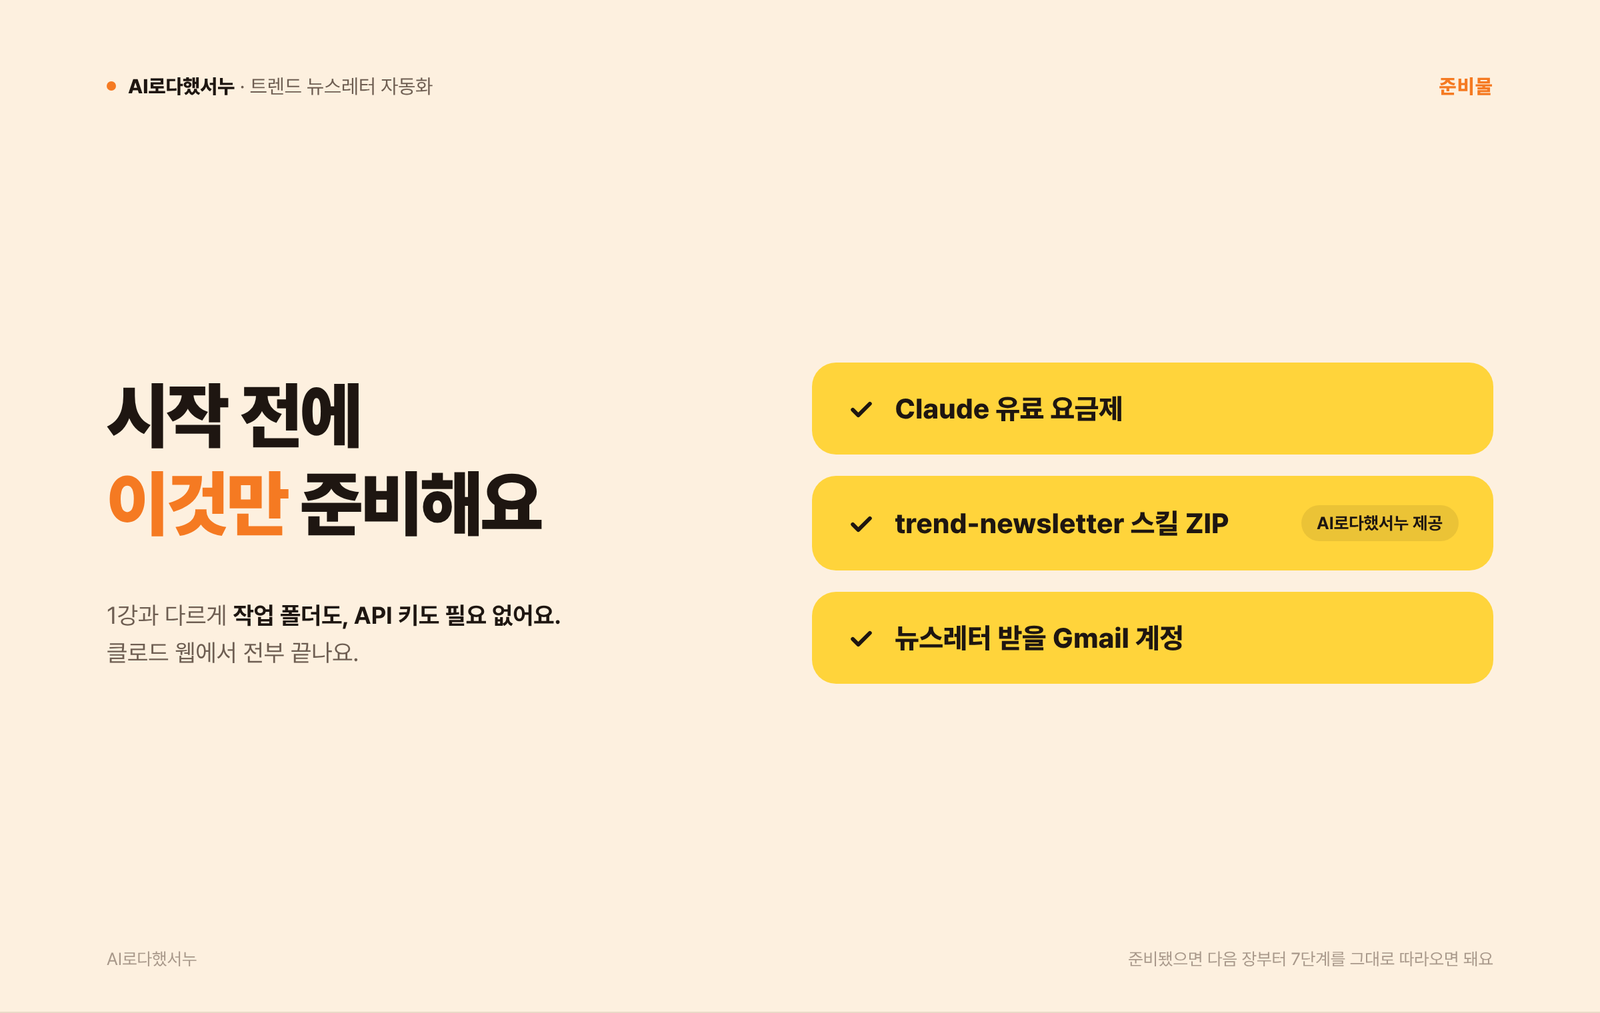 AI로다했서누 · 트렌드 뉴스레터 자동화
준비물
시작 전에
이것만 준비해요
1강과 다르게 작업 폴더도, API 키도 필요 없어요.
클로드 웹에서 전부 끝나요.
Claude 유료 요금제
trend-newsletter 스킬 ZIP
AI로다했서누 제공
뉴스레터 받을 Gmail 계정
AI로다했서누
준비됐으면 다음 장부터 7단계를 그대로 따라오면 돼요